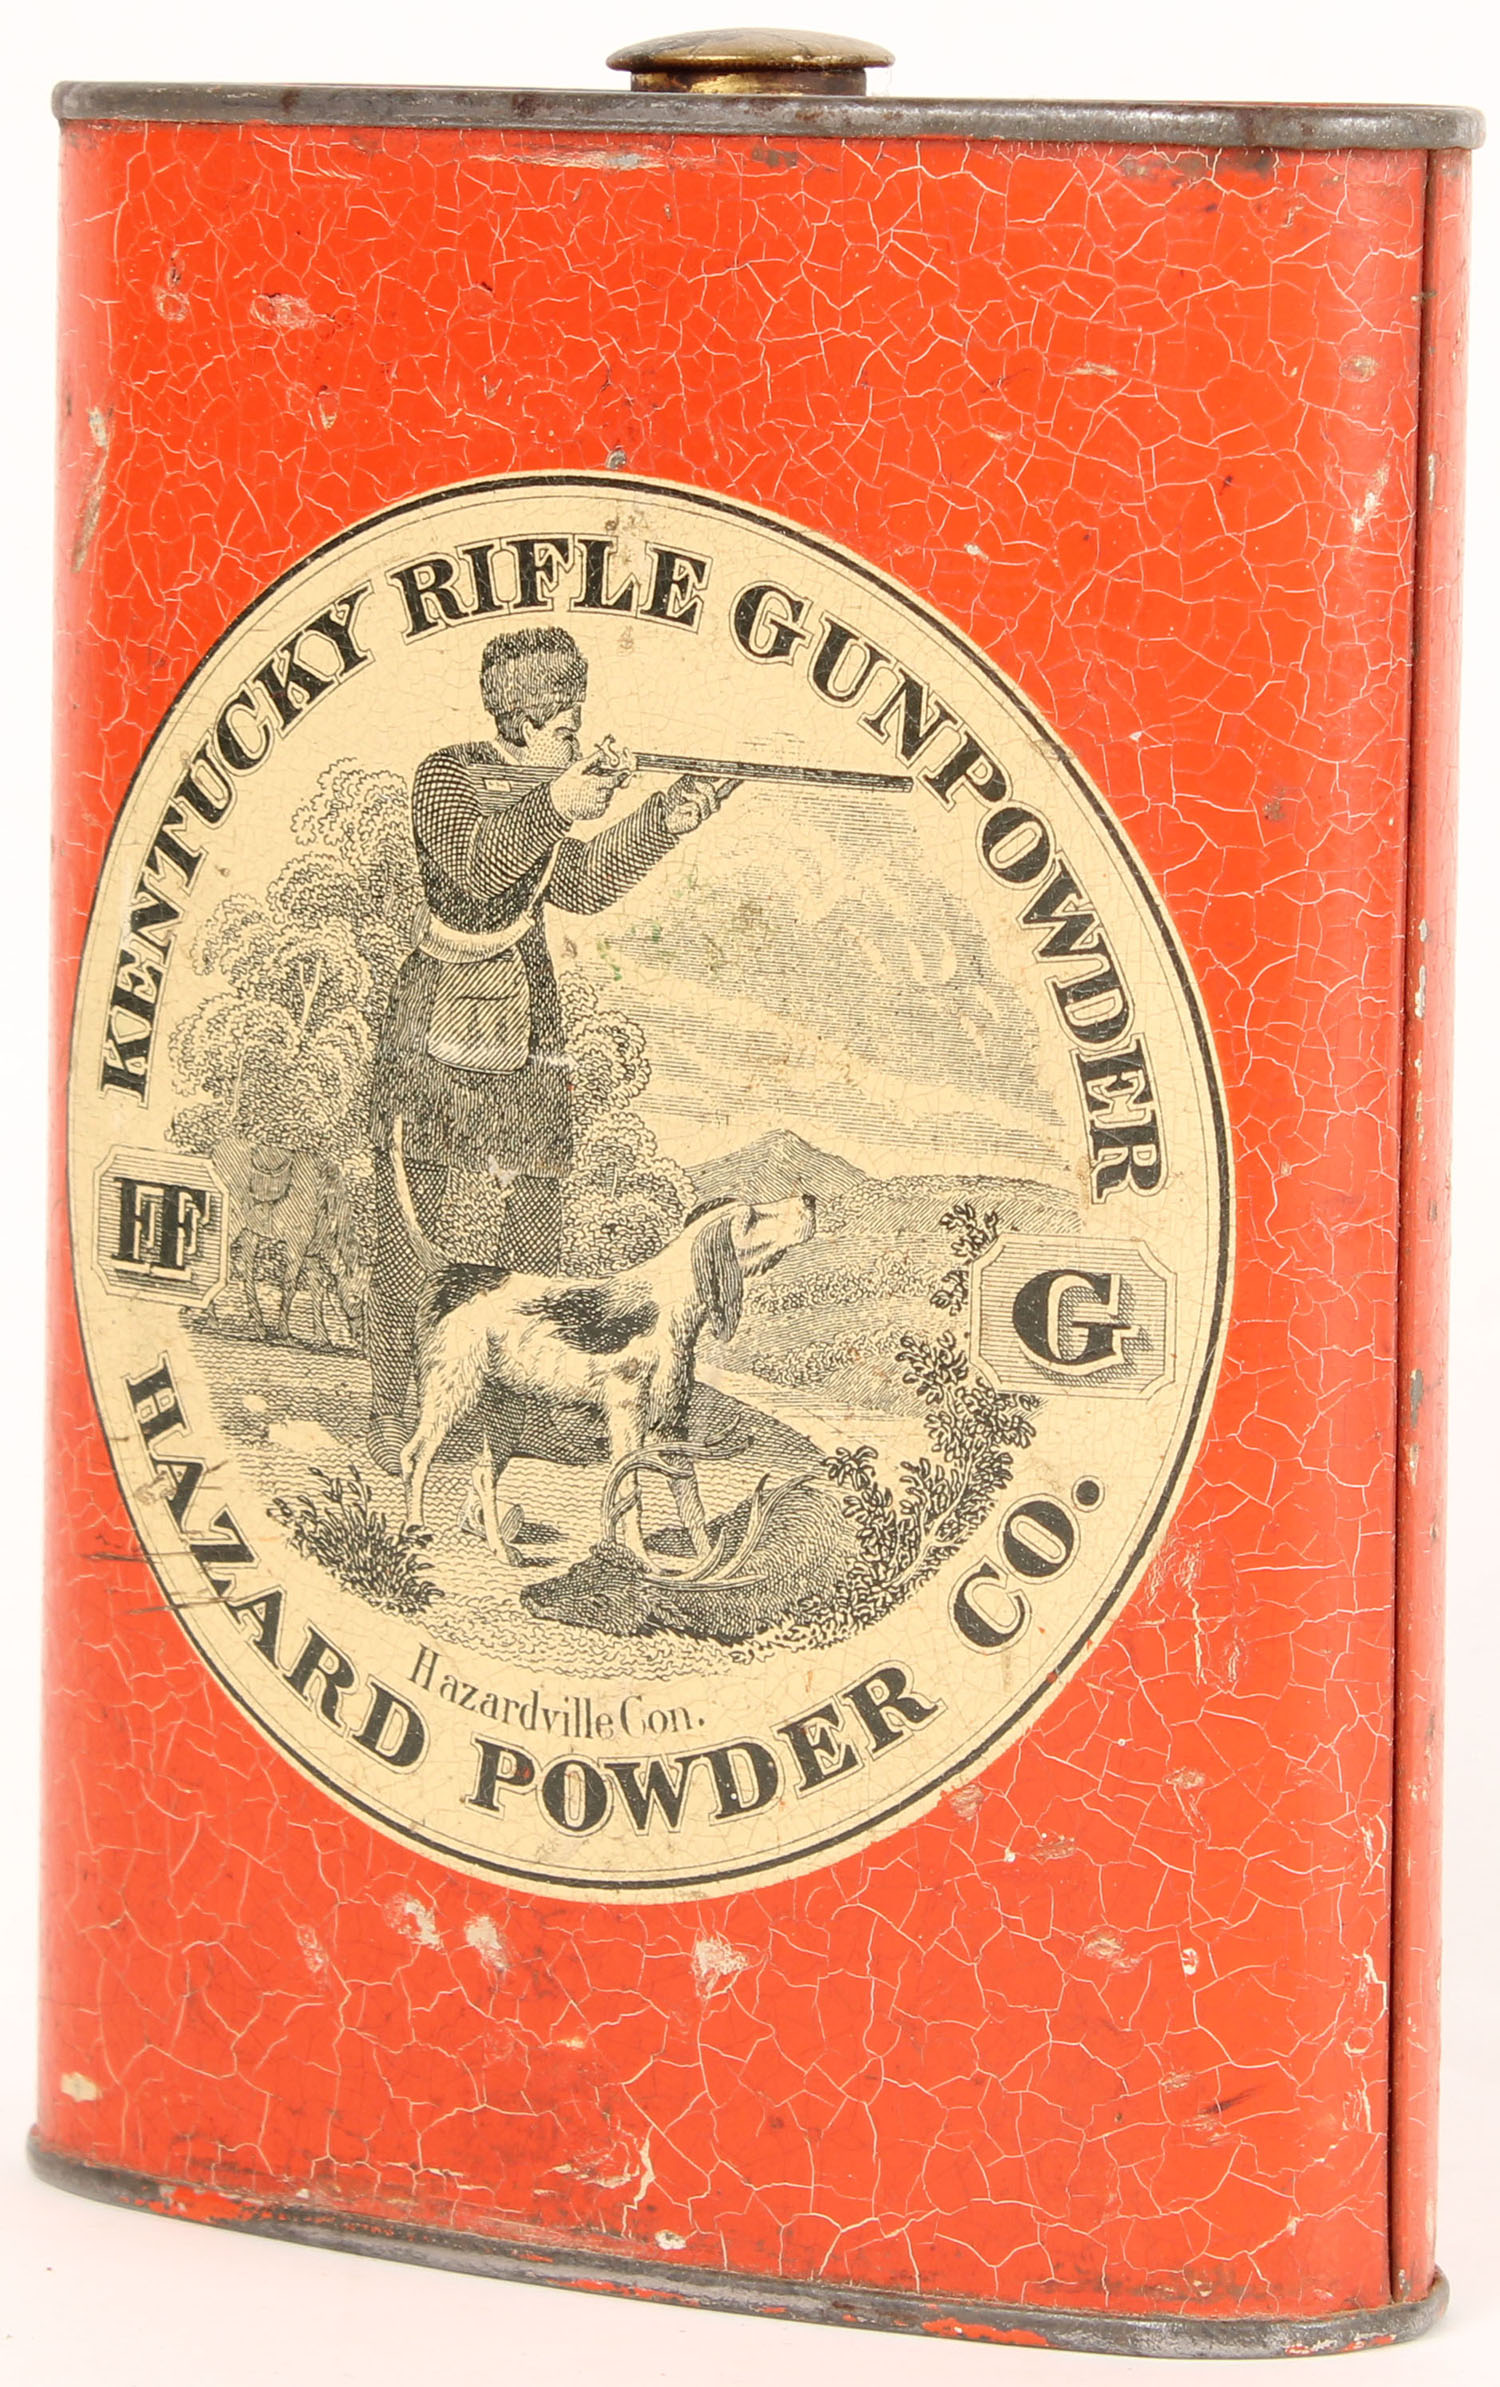 KENTUCKY RIFLE GUNPOWDER
FF
G
Hazardville Con.
HAZARD POWDER CO.